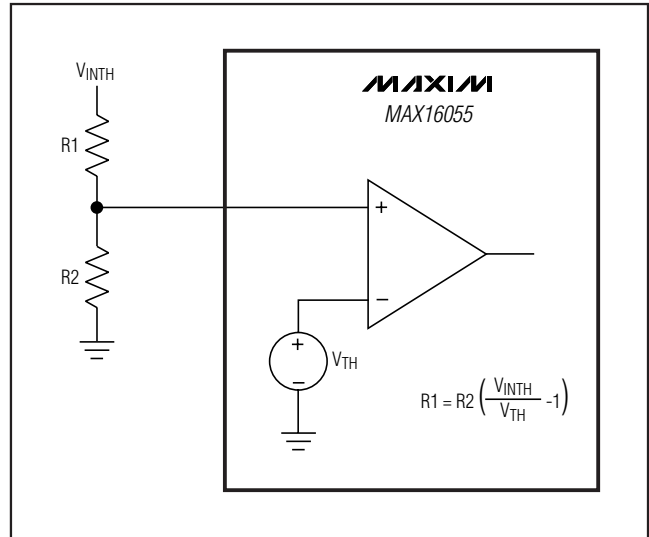 VINTH
MAXIM
MAX16055
R1
+
R2
−
+
VTH
−
R1 = R2 (VINTH/VTH -1)